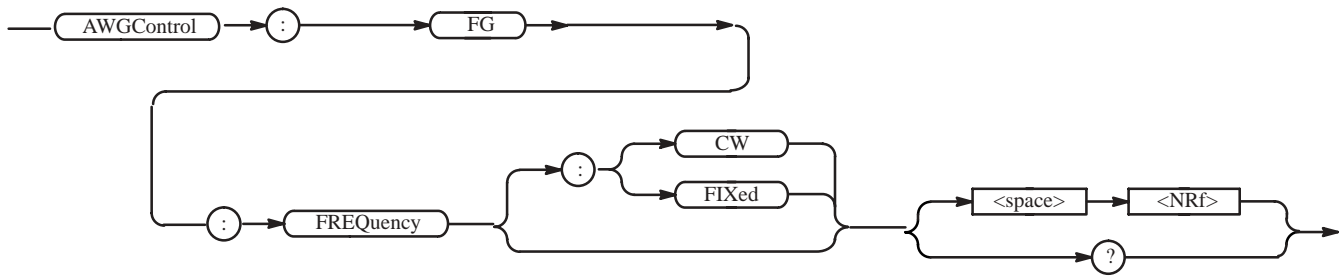 AWGControl : FG
: CW
FIXed
<space> <NRf>
: FREQuency
?